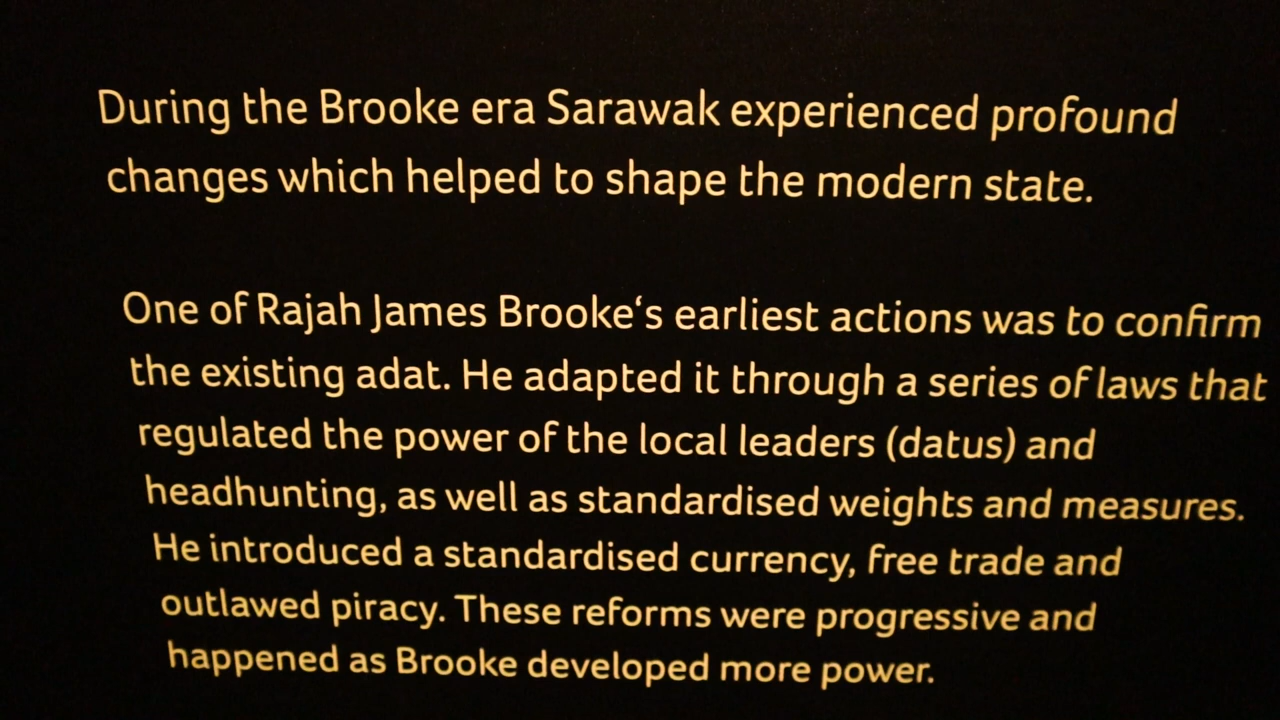 During the Brooke era Sarawak experienced profound
changes which helped to shape the modern state.
One of Rajah James Brooke‘s earliest actions was to confirm
the existing adat. He adapted it through a series of laws that
regulated the power of the local leaders (datus) and
headhunting, as well as standardised weights and measures.
He introduced a standardised currency, free trade and
outlawed piracy. These reforms were progressive and
happened as Brooke developed more power.